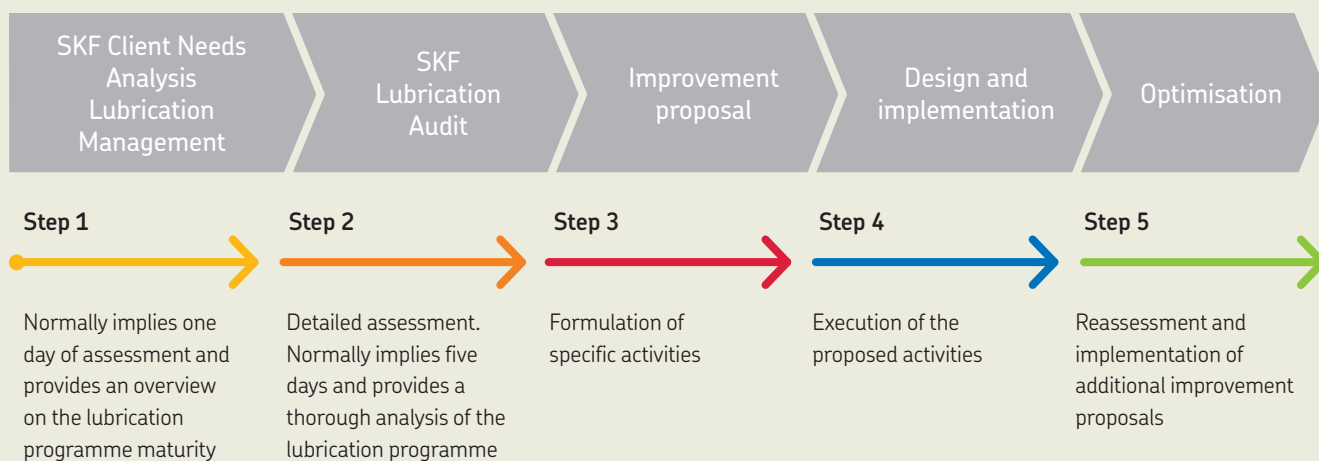 SKF Client Needs
Analysis
Lubrication
Management
SKF
Lubrication
Audit
Improvement
proposal
Design and
implementation
Optimisation
Step 1
Step 2
Step 3
Step 4
Step 5
Normally implies one
day of assessment and
provides an overview
on the lubrication
programme maturity
Detailed assessment.
Normally implies five
days and provides a
thorough analysis of the
lubrication programme
Formulation of
specific activities
Execution of the
proposed activities
Reassessment and
implementation of
additional improvement
proposals